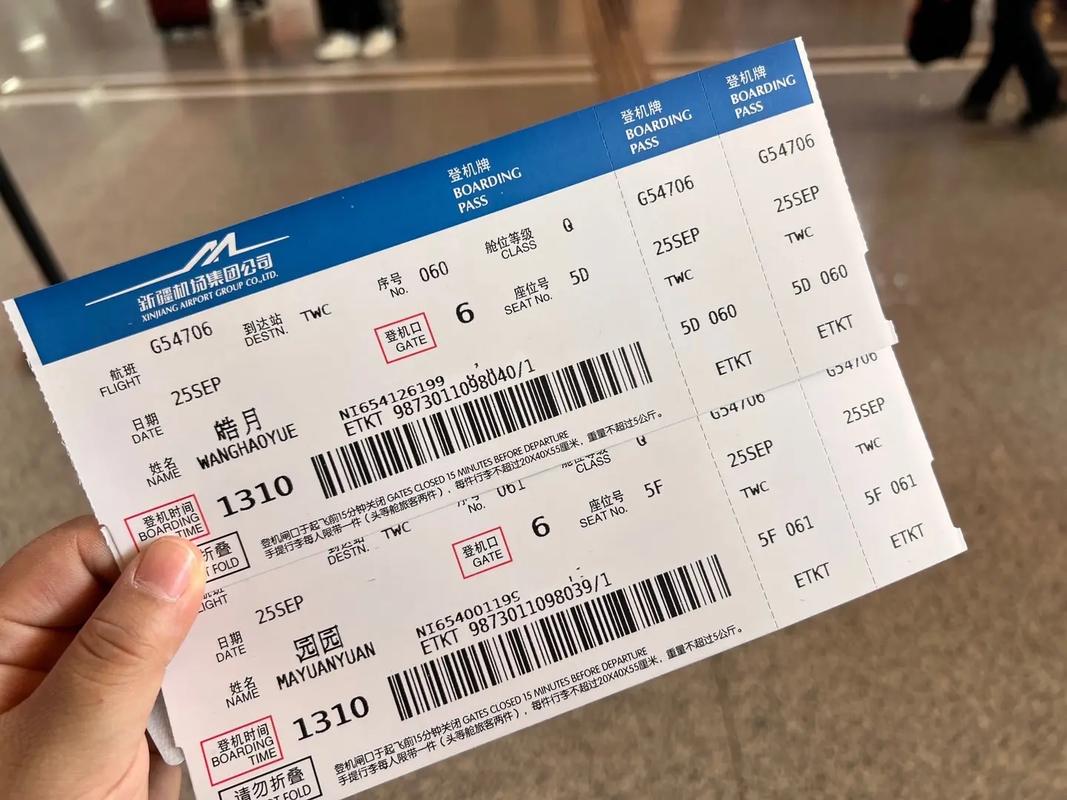 登机牌
BOARDING
PASS
登机牌
BOARDING
PASS
登机牌
BOARDING
PASS
新疆机场集团公司
XINJIANG AIRPORT GROUP CO.,LTD.
航班
FLIGHT
G54706
到达站
DESTN.
TWC
序号
No.
060
舱位等级
CLASS
Q
日期
DATE
25SEP
登机口
GATE
6
座位号
SEAT No.
5D
姓名
NAME
皓月
WANGHAOYUE
NI654126199
ETKT 9873011098040/1
登机时间
BOARDING
TIME
1310
登机闸口于起飞前15分钟关闭 GATES CLOSED 15 MINUTES BEFORE DEPARTURE
手提行李每人限带一件（头等舱旅客两件），每件行李不超过20X40X55厘米，重量不超过5公斤。
折叠
FOLD
G54706
25SEP
TWC
5D 060
ETKT
G54706
25SEP
TWC
5D 060
ETKT
DESTN.
TWC
No.
061
CLASS
Q
日期
DATE
25SEP
登机口
GATE
6
座位号
SEAT No.
5F
姓名
NAME
园园
MAYUANYUAN
ETKT 9873011098039/1
登机时间
BOARDING
TIME
1310
登机闸口于起飞前15分钟关闭 GATES CLOSED 15 MINUTES BEFORE DEPARTURE
手提行李每人限带一件（头等舱旅客两件），每件行李不超过20X40X55厘米，重量不超过5公斤。
请勿折叠
FOLD
G54706
25SEP
TWC
5F 061
ETKT
G54706
25SEP
TWC
5F 061
ETKT